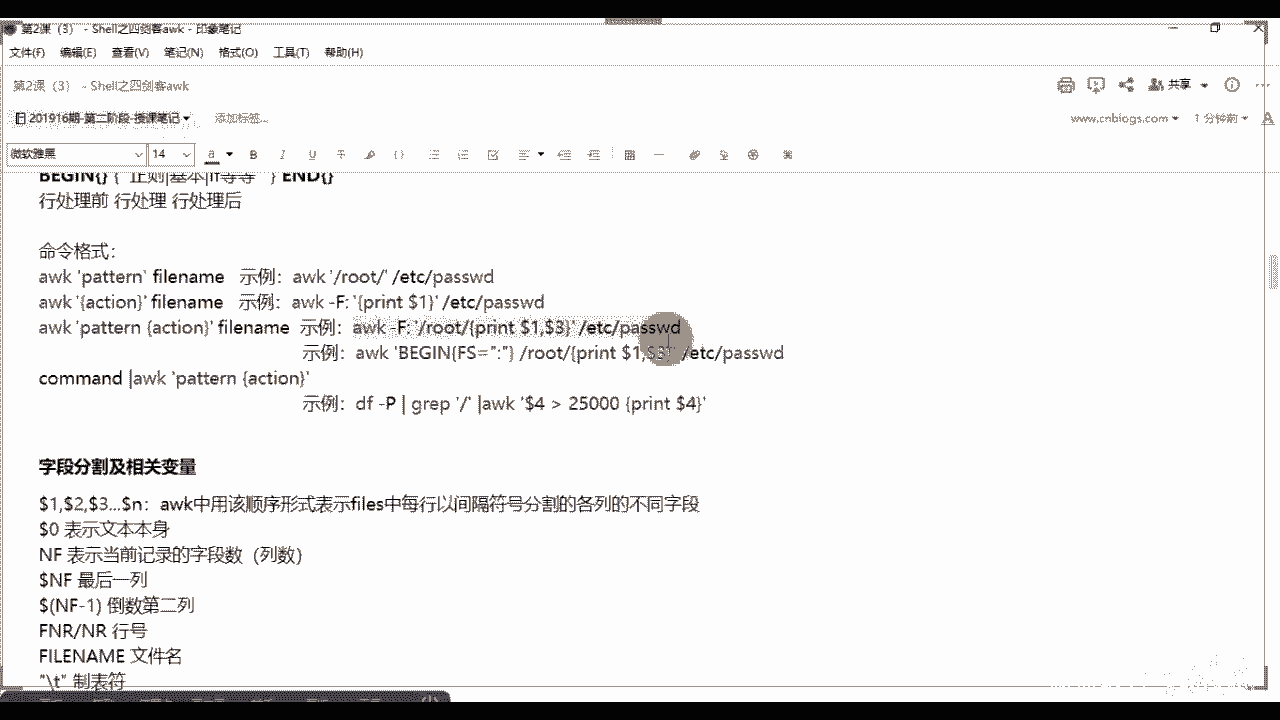 第2课（3） - Shell之四剑客awk - 印象笔记
文件(F) 编辑(E) 查看(V) 笔记(N) 格式(O) 工具(T) 帮助(H)
第2课（3） - Shell之四剑客awk
共享
201916期-第二阶段-授课笔记
添加标签...
www.cnblogs.com
1 分钟前
微软雅黑 14
BEGIN{} { 正则|基本|if等等 } END{}
行处理前 行处理 行处理后
命令格式：
awk 'pattern' filename 示例：awk '/root/' /etc/passwd
awk '{action}' filename 示例：awk -F: '{print $1}' /etc/passwd
awk 'pattern {action}' filename 示例：awk -F: '/root/{print $1,$3}' /etc/passwd
示例：awk 'BEGIN{FS=":"} /root/{print $1,$3}' /etc/passwd
command |awk 'pattern {action}'
示例：df -P | grep '/' |awk '$4 > 25000 {print $4}'
字段分割及相关变量
$1,$2,$3...$n：awk中用该顺序形式表示files中每行以间隔符号分割的各列的不同字段
$0 表示文本本身
NF 表示当前记录的字段数（列数）
$NF 最后一列
$(NF-1) 倒数第二列
FNR/NR 行号
FILENAME 文件名
"\t" 制表符